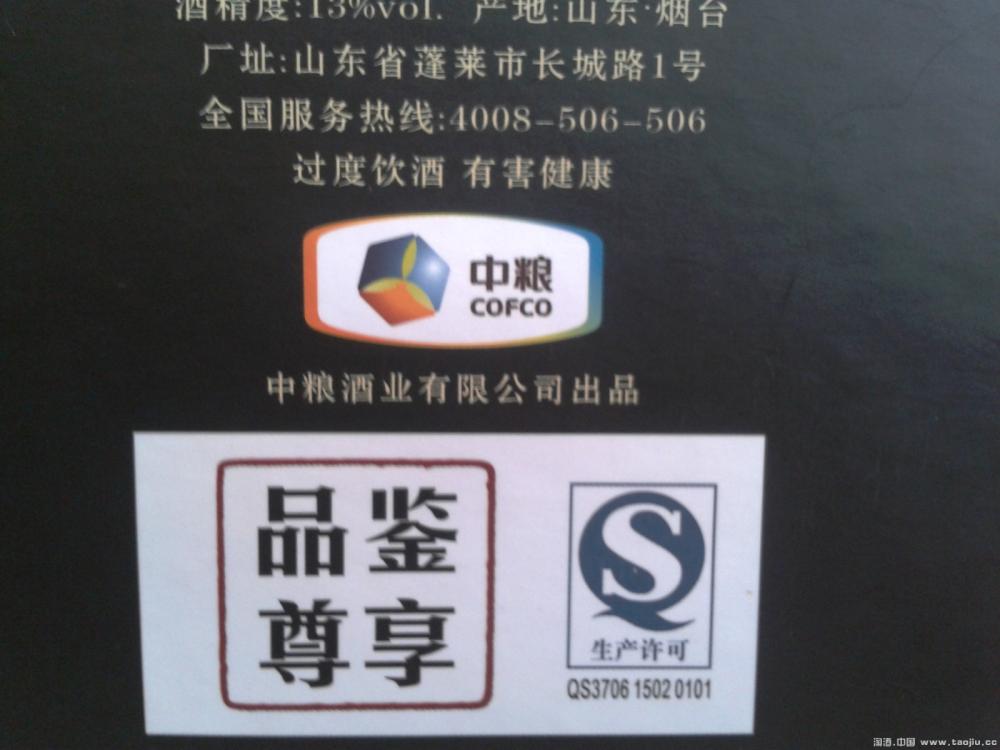 酒精度:13%vol. 产地:山东·烟台
厂址:山东省蓬莱市长城路1号
全国服务热线:4008-506-506
过度饮酒 有害健康
中粮
COFCO
中粮酒业有限公司出品
品鉴
尊享
生产许可
QS3706 1502 0101
淘酒.中国 www.taojiu.cc